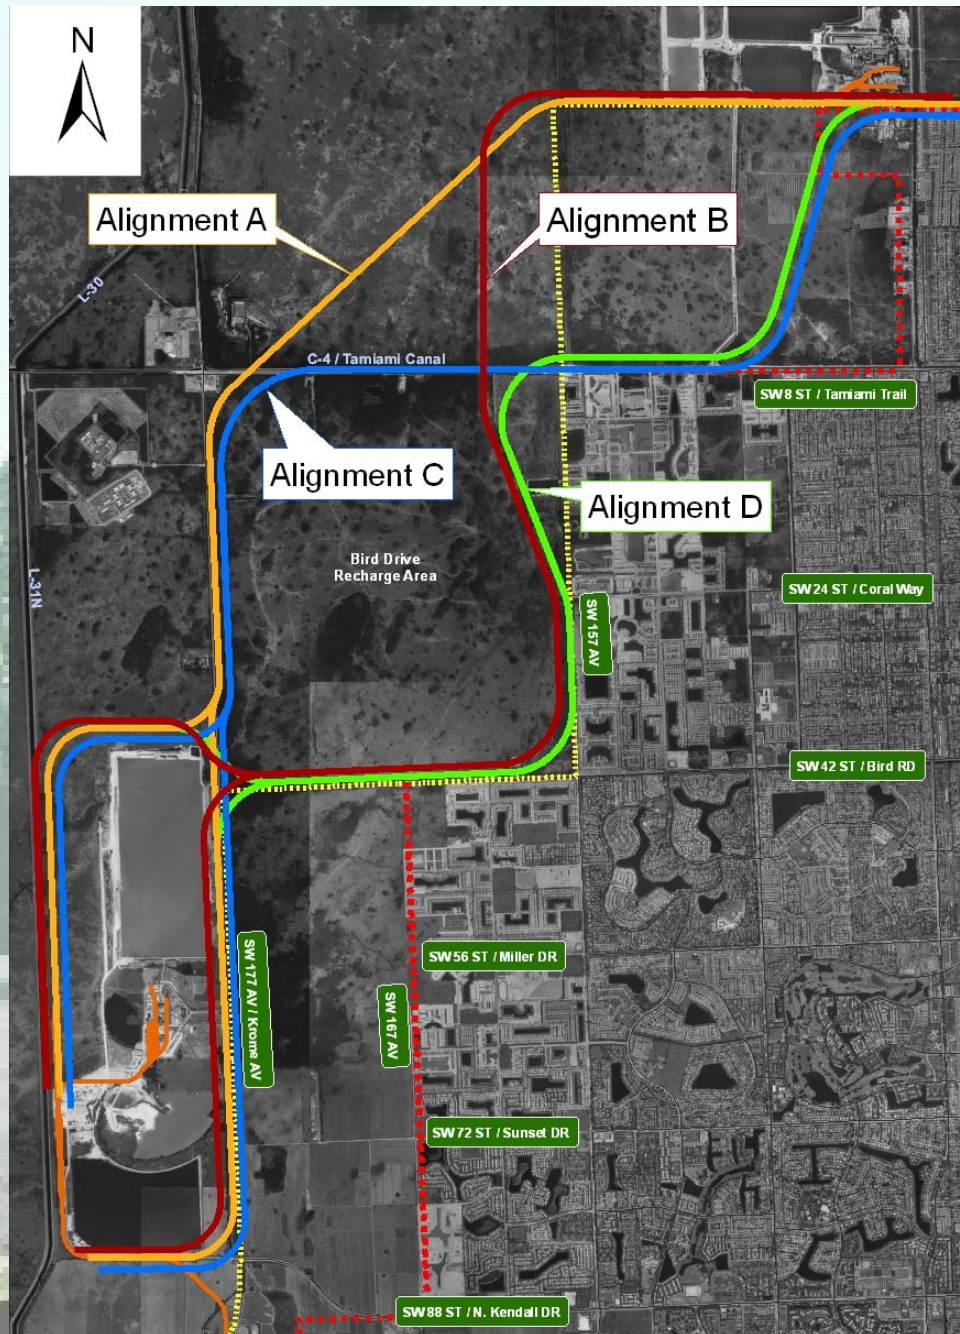 N
Alignment A
Alignment B
L-30
C-4 / Tamiami Canal
SW 8 ST / Tamiami Trail
Alignment C
Alignment D
Bird Drive
Recharge Area
L-31N
SW 24 ST / Coral Way
SW 157 AV
SW 42 ST / Bird RD
SW 56 ST / Miller DR
SW 177 AV / Krome AV
SW 167 AV
SW 72 ST / Sunset DR
SW 88 ST / N. Kendall DR